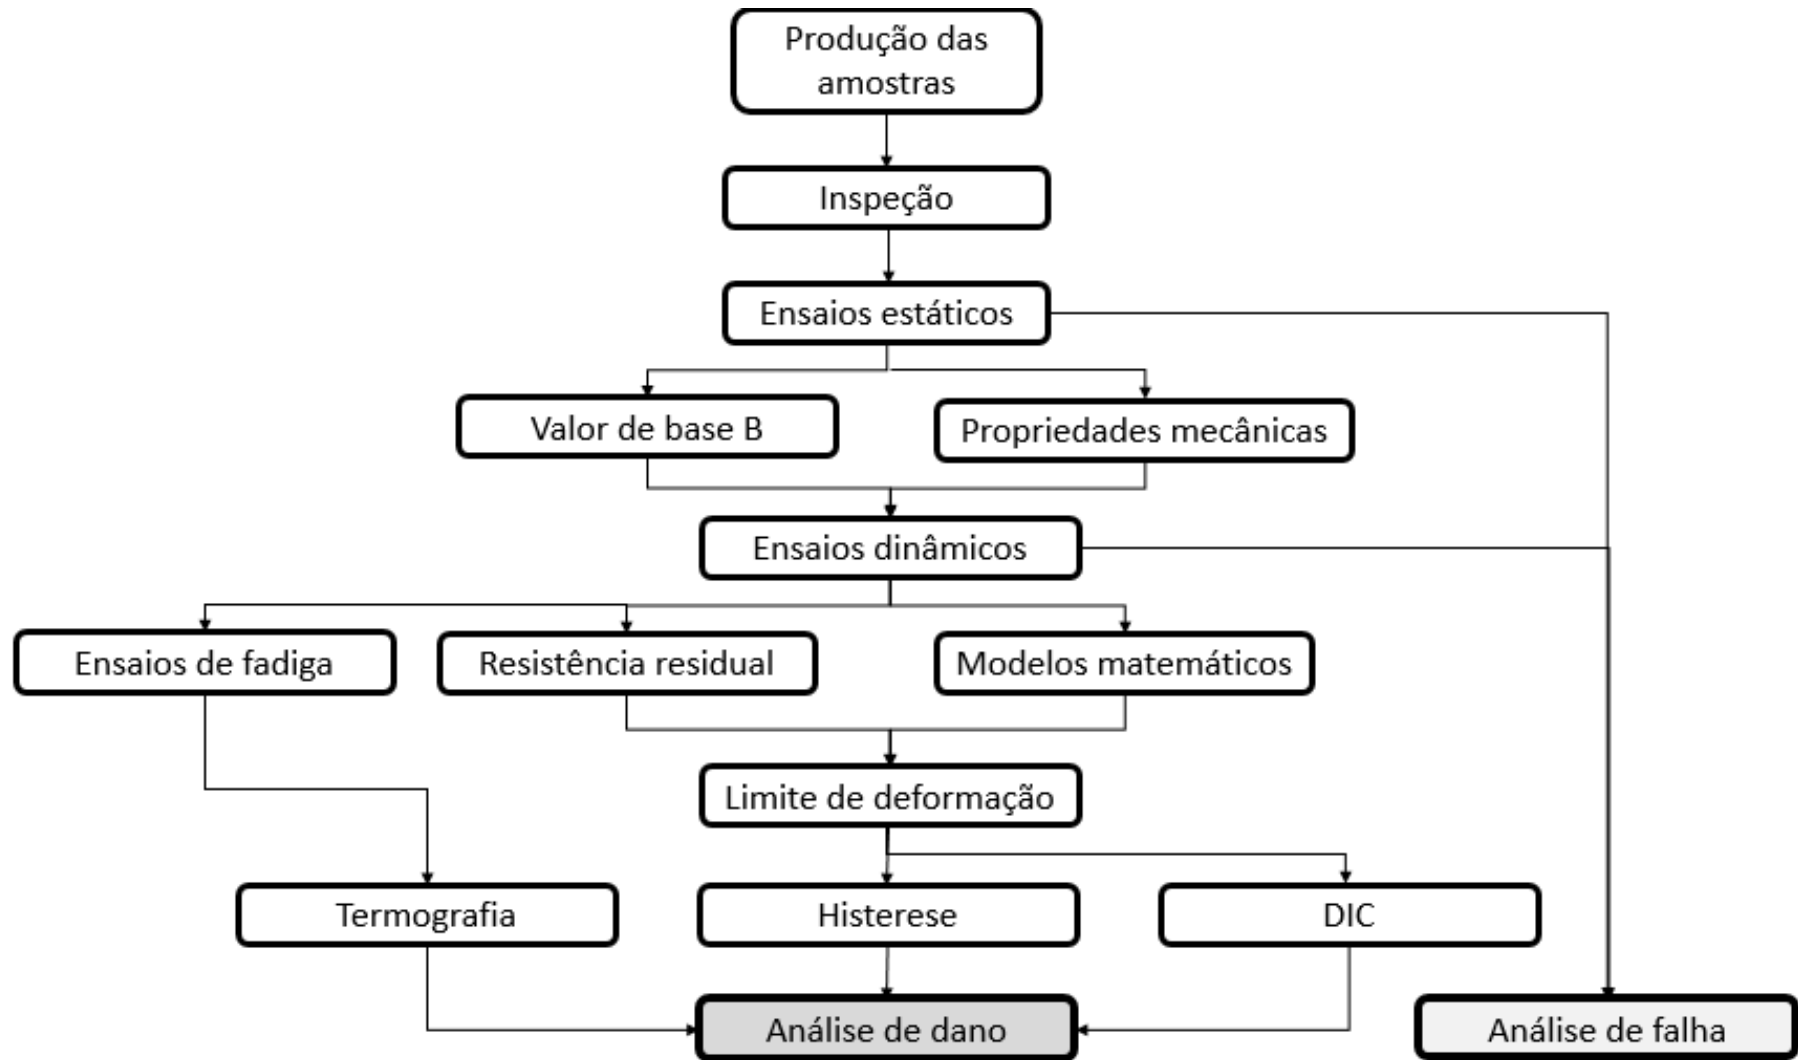 Produção das
amostras
Inspeção
Ensaios estáticos
Valor de base B
Propriedades mecânicas
Ensaios dinâmicos
Ensaios de fadiga
Resistência residual
Modelos matemáticos
Limite de deformação
Termografia
Histerese
DIC
Análise de dano
Análise de falha